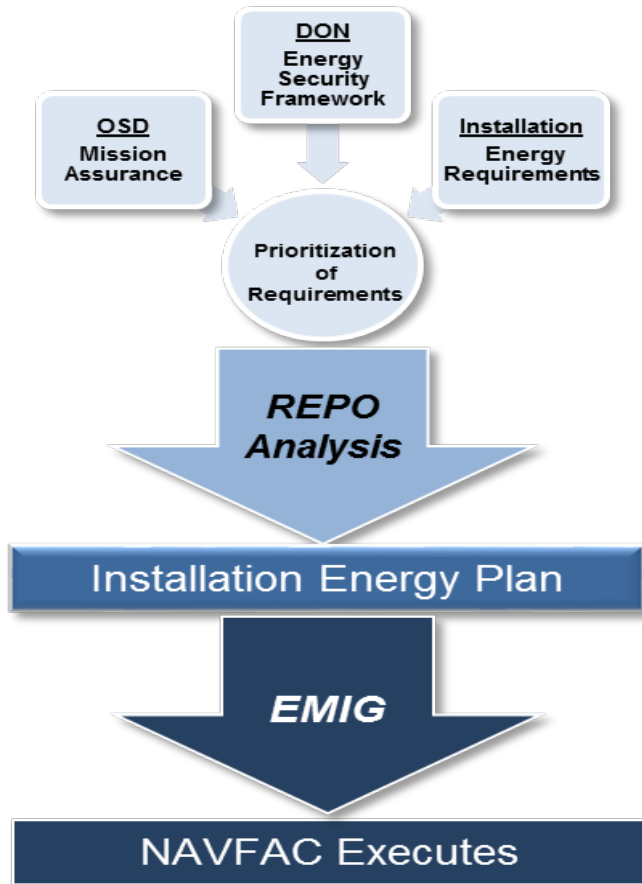 DON
Energy
Security
Framework
OSD
Mission
Assurance
Installation
Energy
Requirements
Prioritization
of
Requirements
REPO
Analysis
Installation Energy Plan
EMIG
NAVFAC Executes